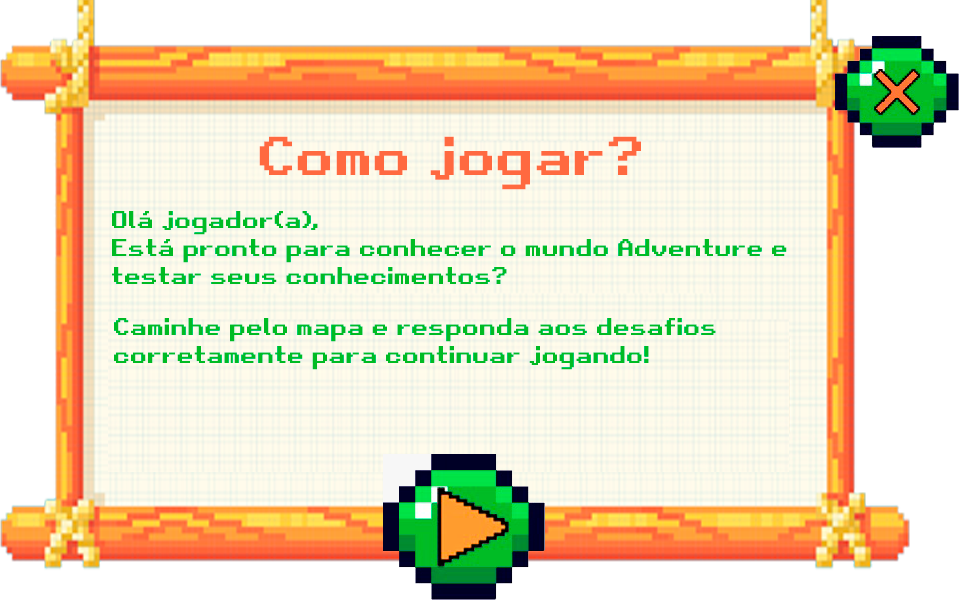 Como jogar?
Olá jogador(a),
Está pronto para conhecer o mundo Adventure e
testar seus conhecimentos?
Caminhe pelo mapa e responda aos desafios
corretamente para continuar jogando!